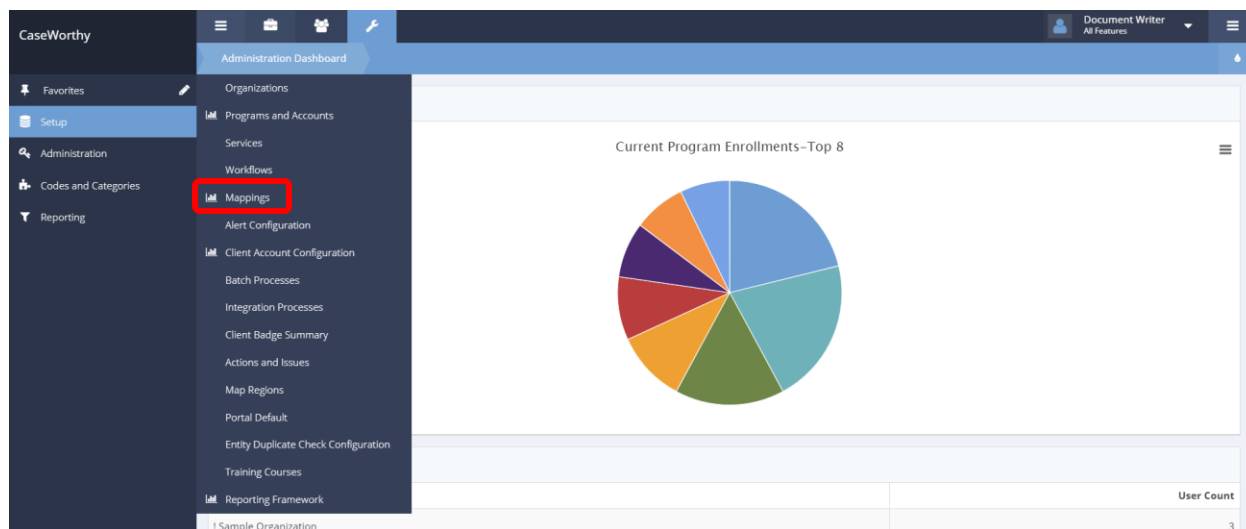 CaseWorthy
Document Writer
All Features
Administration Dashboard
Favorites
Setup
Administration
Codes and Categories
Reporting
Organizations
Programs and Accounts
Services
Workflows
Mappings
Alert Configuration
Client Account Configuration
Batch Processes
Integration Processes
Client Badge Summary
Actions and Issues
Map Regions
Portal Default
Entity Duplicate Check Configuration
Training Courses
Reporting Framework
Current Program Enrollments-Top 8
User Count
! Sample Organization
3